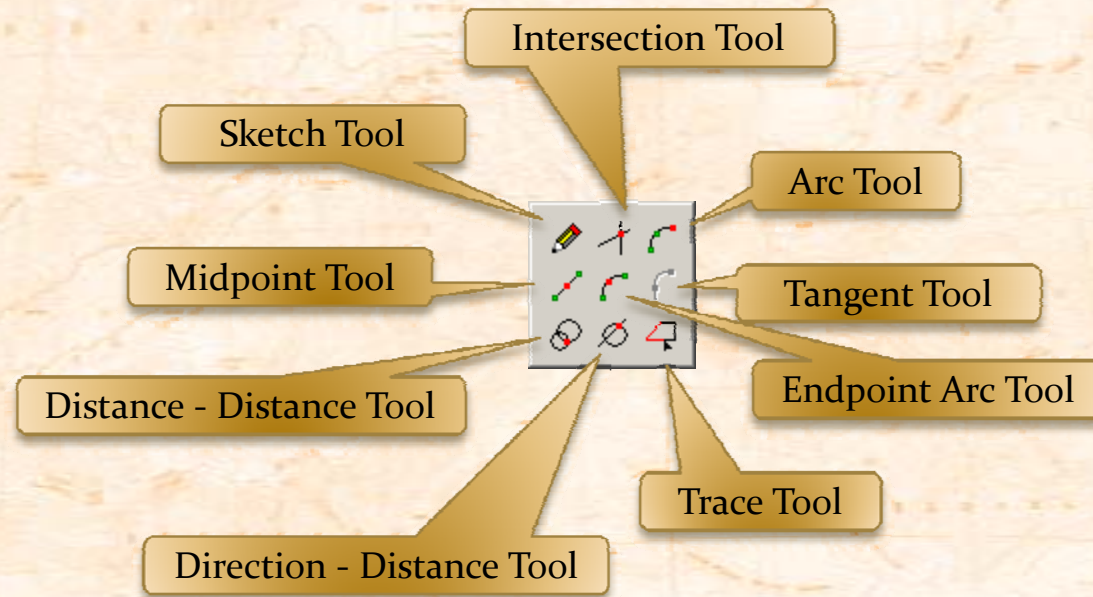 Intersection Tool
Sketch Tool
Arc Tool
Midpoint Tool
Tangent Tool
Distance - Distance Tool
Endpoint Arc Tool
Trace Tool
Direction - Distance Tool